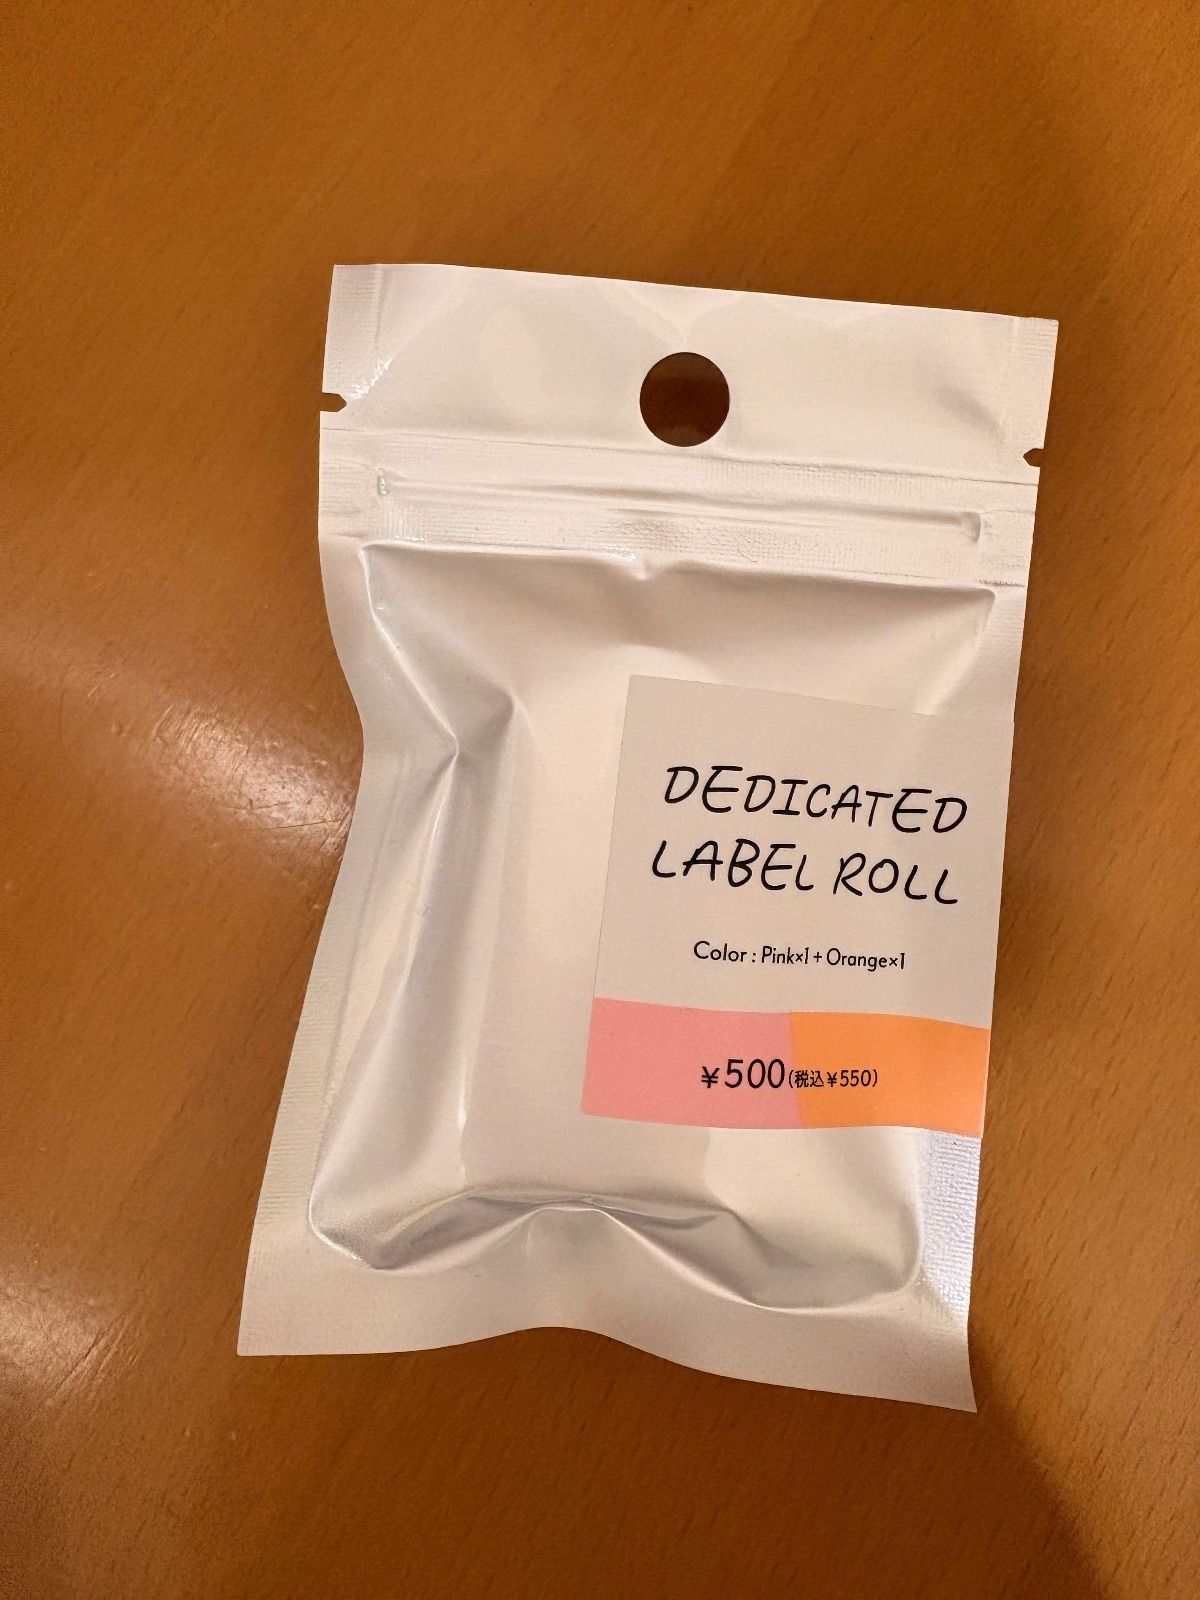 DEDICATED
LABEL ROLL
Color : Pink×1 + Orange×1
¥500(税込¥550)